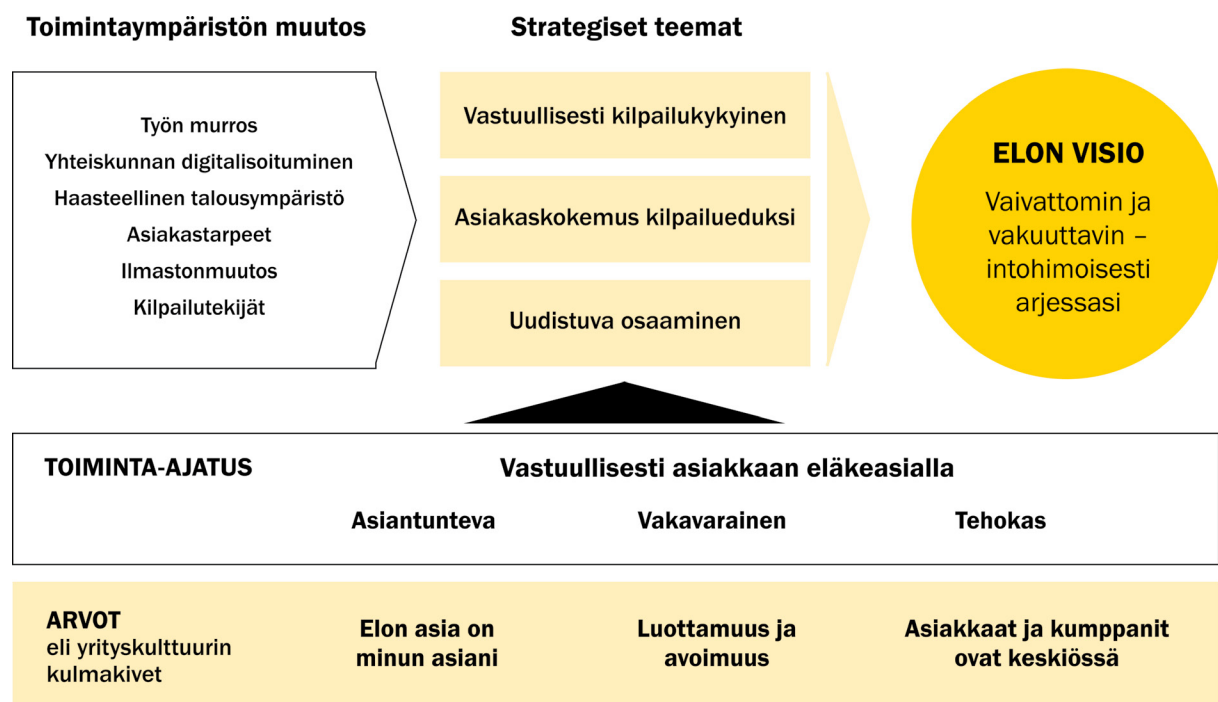 Toimintaympäristön muutos
Työn murros
Yhteiskunnan digitalisoituminen
Haasteellinen talousympäristö
Asiakastarpeet
Ilmastonmuutos
Kilpailutekijät
Strategiset teemat
Vastuullisesti kilpailukykyinen
Asiakaskokemus kilpailueduksi
Uudistuva osaaminen
ELON VISIO
Vaivattomin ja
vakuuttavin –
intohimoisesti
arjessasi
TOIMINTA-AJATUS
Vastuullisesti asiakkaan eläkeasialla
Asiantunteva
Vakavarainen
Tehokas
ARVOT
eli yrityskulttuurin
kulmakivet
Elon asia on
minun asiani
Luottamuus ja
avoimuus
Asiakkaat ja kumppanit
ovat keskiössä